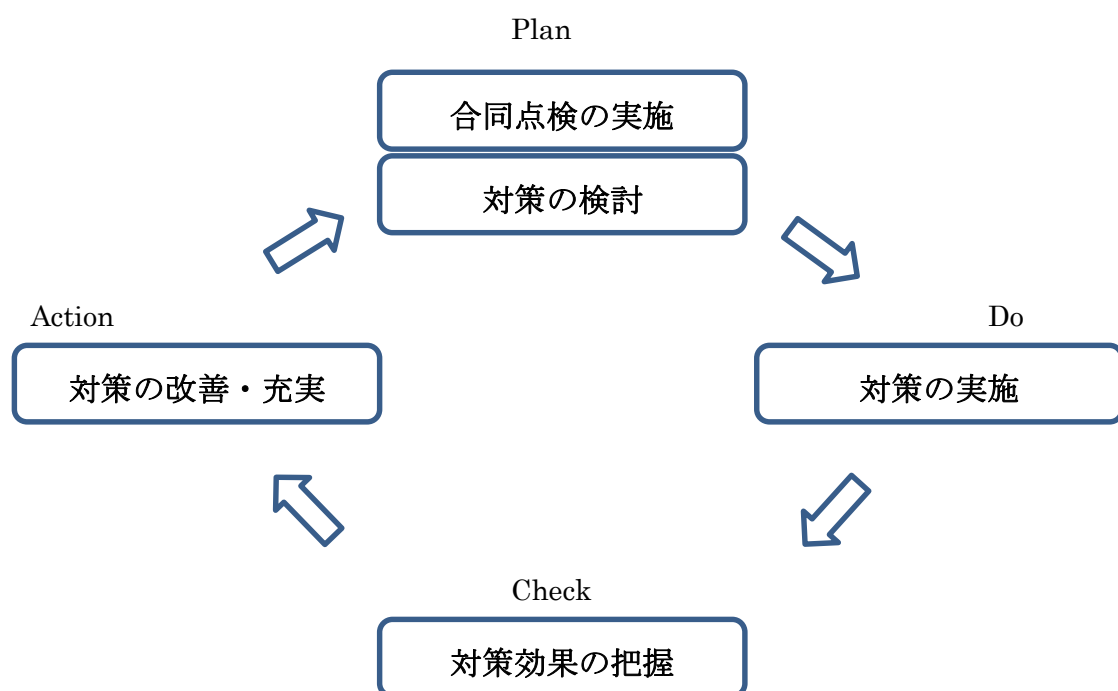 Plan
合同点検の実施
対策の検討
Action
Do
対策の改善・充実
対策の実施
Check
対策効果の把握